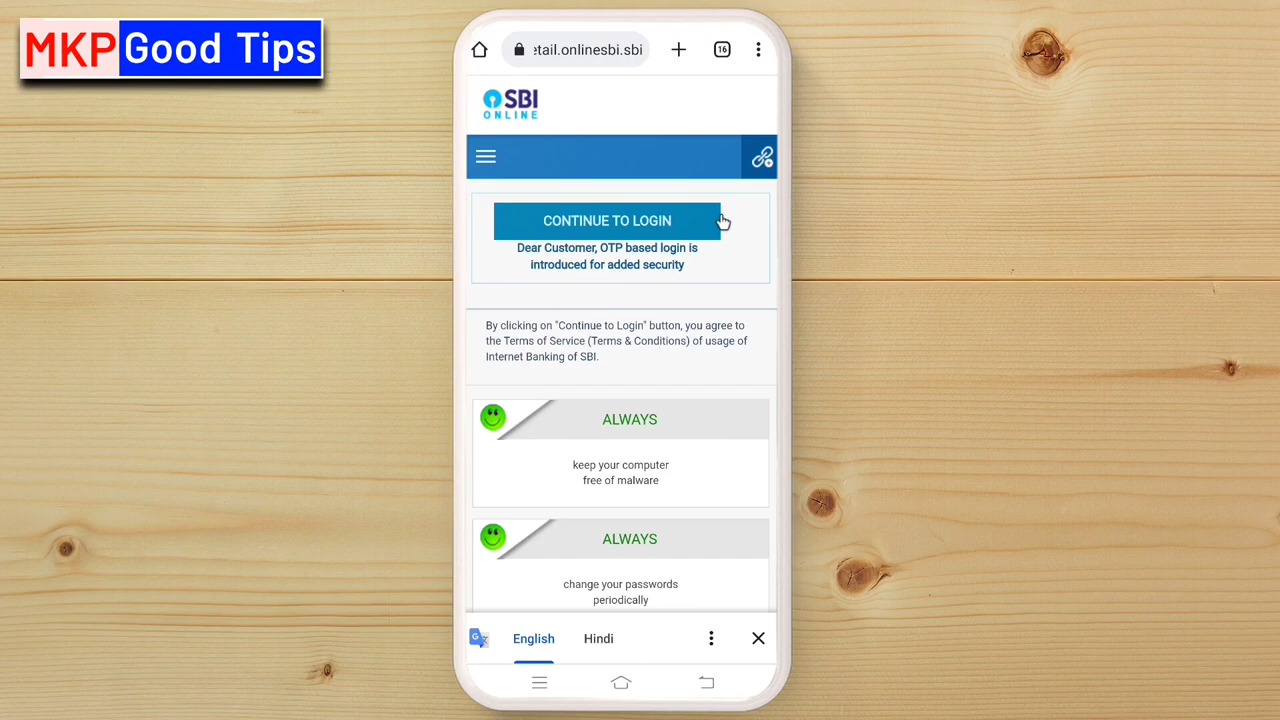 MKP Good Tips
etail.onlinesbi.sbi
16
SBI
ONLINE
CONTINUE TO LOGIN
Dear Customer, OTP based login is
introduced for added security
By clicking on "Continue to Login" button, you agree to
the Terms of Service (Terms & Conditions) of usage of
Internet Banking of SBI.
ALWAYS
keep your computer
free of malware
ALWAYS
change your passwords
periodically
G
English Hindi